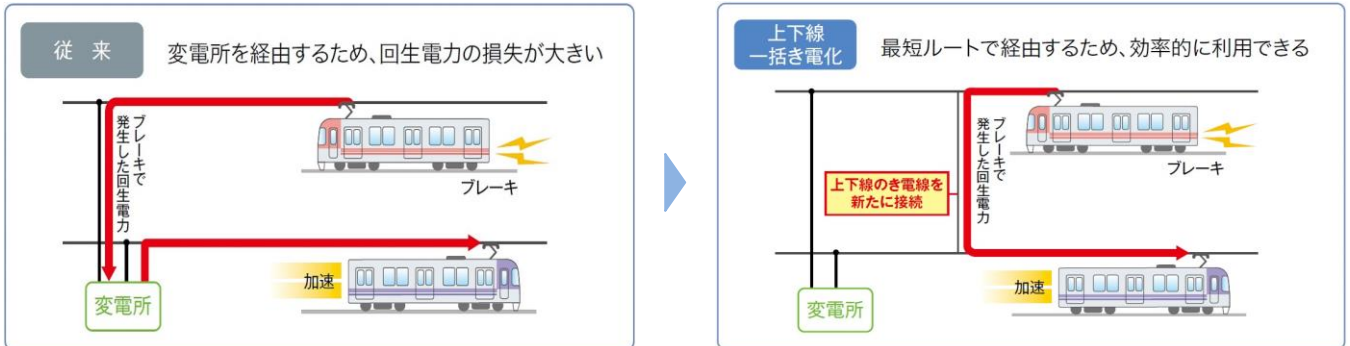 従来
変電所を経由するため、回生電力の損失が大きい
ブレーキで
発生した回生電力
ブレーキ
加速
変電所
上下線
一括き電化
最短ルートで経由するため、効率的に利用できる
ブレーキで
発生した回生電力
ブレーキ
上下線のき電線を
新たに接続
加速
変電所